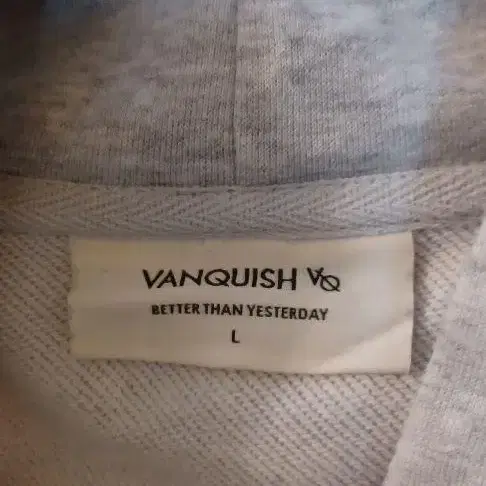 VANQUISH VQ
BETTER THAN YESTERDAY
L